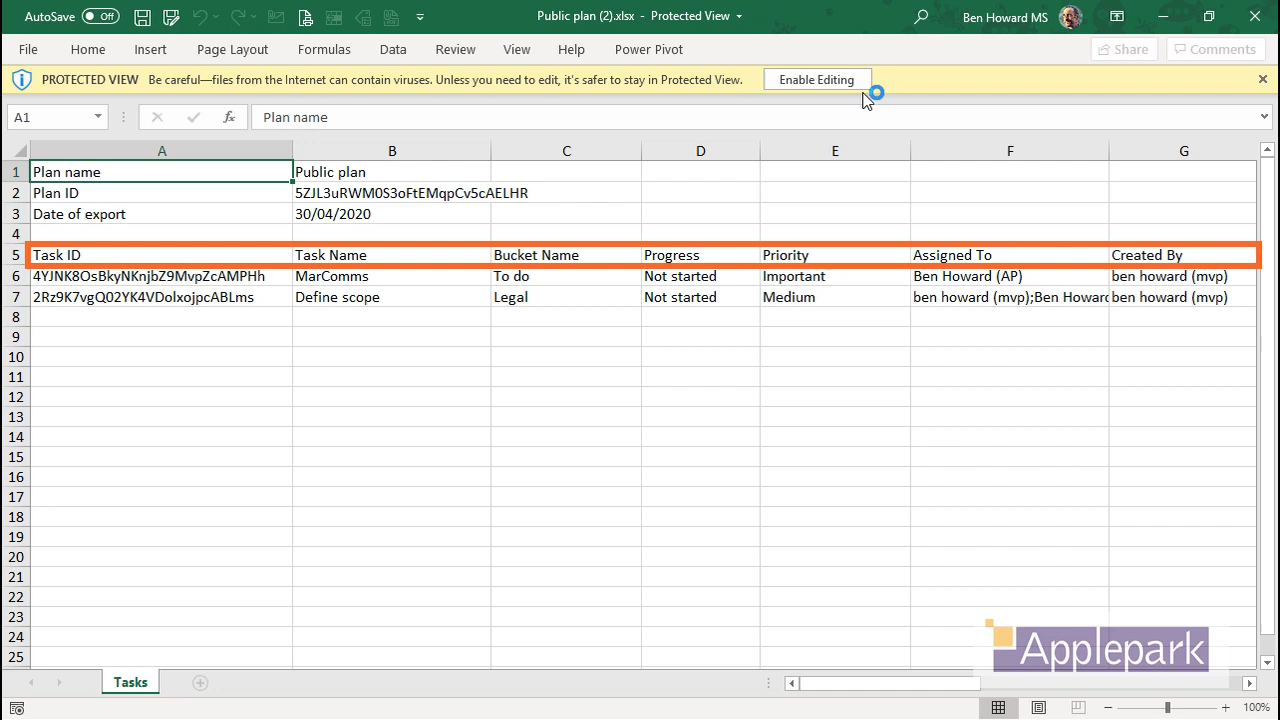 AutoSave Off Public plan (2).xlsx - Protected View Ben Howard MS
File Home Insert Page Layout Formulas Data Review View Help Power Pivot Share Comments
PROTECTED VIEW Be careful—files from the Internet can contain viruses. Unless you need to edit, it's safer to stay in Protected View. Enable Editing
A1 fx Plan name
A B C D E F G
1 Plan name Public plan
2 Plan ID 5ZJL3uRWM0S3oFtEMqpCv5cAELHR
3 Date of export 30/04/2020
4
5 Task ID Task Name Bucket Name Progress Priority Assigned To Created By
6 4YJNK8OsBkyNKnjbZ9MvpZcAMPHh MarComms To do Not started Important Ben Howard (AP) ben howard (mvp)
7 2Rz9K7vgQ02YK4VDolxojpcABLms Define scope Legal Not started Medium ben howard (mvp);Ben Howard ben howard (mvp)
8
9
10
11
12
13
14
15
16
17
18
19
20
21
22
23
24
25
Applepark
Tasks
100%